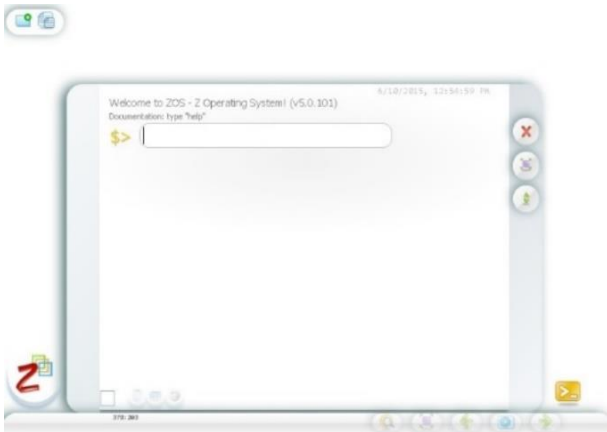 Welcome to ZOS - Z Operating System! (v5.0.101)
Documentation: type "help"
$>
Z
>_